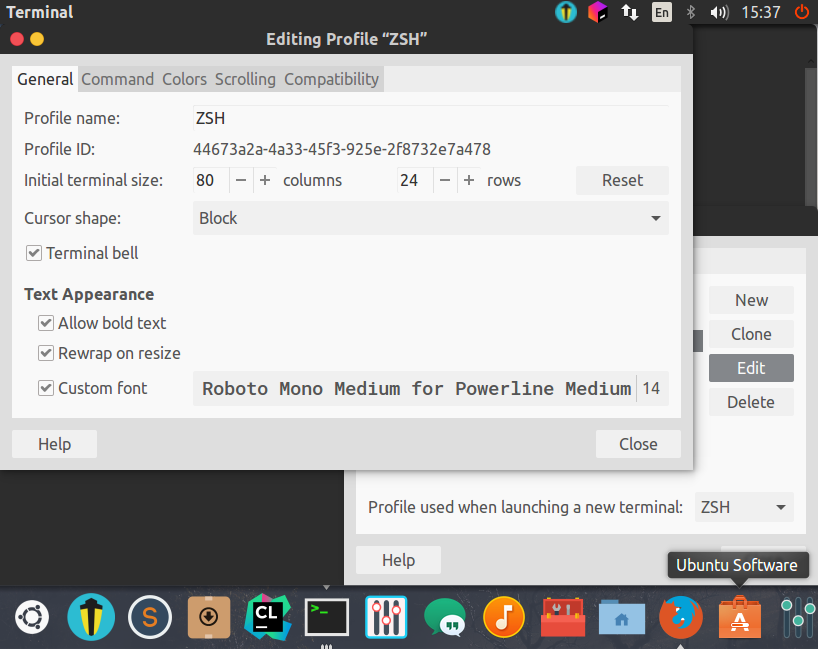 Terminal En 15:37
Editing Profile “ZSH”
General Command Colors Scrolling Compatibility
Profile name: ZSH
Profile ID: 44673a2a-4a33-45f3-925e-2f8732e7a478
Initial terminal size: 80 − + columns 24 − + rows Reset
Cursor shape: Block
Terminal bell
Text Appearance
Allow bold text
Rewrap on resize
Custom font Roboto Mono Medium for Powerline Medium 14
Help Close
New
Clone
Edit
Delete
Profile used when launching a new terminal: ZSH
Help
Ubuntu Software
S CL >_ A